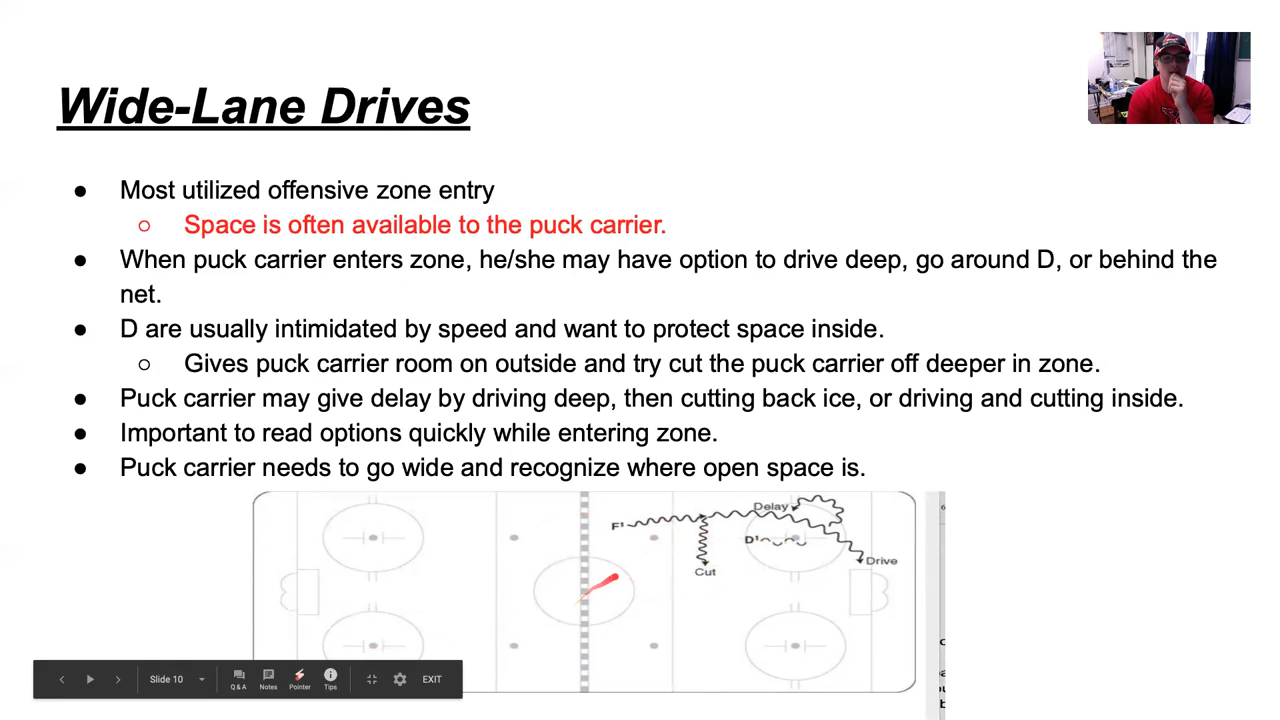 Wide-Lane Drives
● Most utilized offensive zone entry
○ Space is often available to the puck carrier.
● When puck carrier enters zone, he/she may have option to drive deep, go around D, or behind the
net.
● D are usually intimidated by speed and want to protect space inside.
○ Gives puck carrier room on outside and try cut the puck carrier off deeper in zone.
● Puck carrier may give delay by driving deep, then cutting back ice, or driving and cutting inside.
● Important to read options quickly while entering zone.
● Puck carrier needs to go wide and recognize where open space is.
Delay
F¹
D¹
Drive
Cut
Slide 10
Q&A Notes Pointer Tips
EXIT